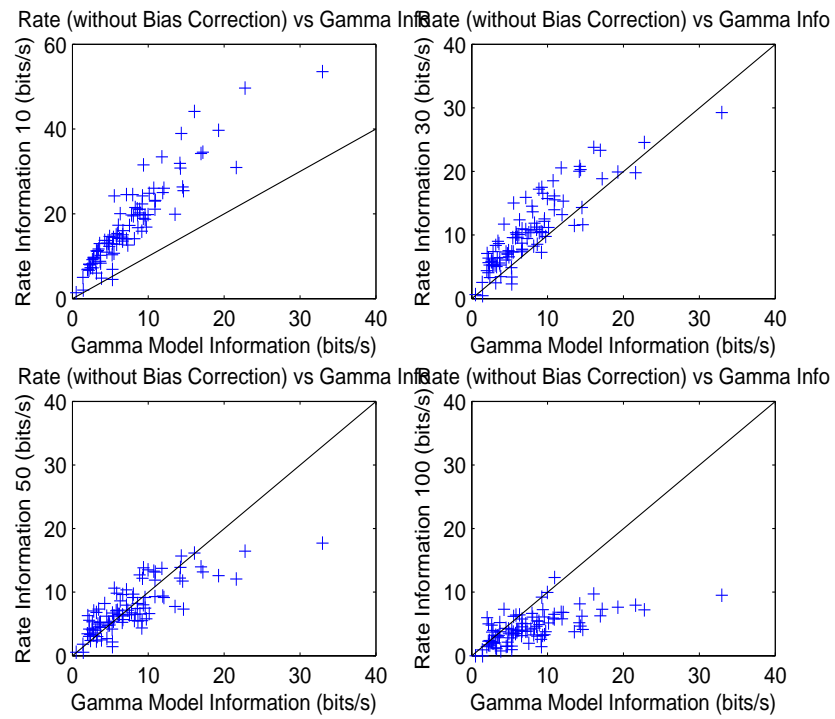 Rate (without Bias Correction) vs Gamma Info
Rate Information 10 (bits/s)
60
40
20
0
0 10 20 30 40
Gamma Model Information (bits/s)
Rate (without Bias Correction) vs Gamma Info
Rate Information 30 (bits/s)
40
30
20
10
0
0 10 20 30 40
Gamma Model Information (bits/s)
Rate (without Bias Correction) vs Gamma Info
Rate Information 50 (bits/s)
40
30
20
10
0
0 10 20 30 40
Gamma Model Information (bits/s)
Rate (without Bias Correction) vs Gamma Info
Rate Information 100 (bits/s)
40
30
20
10
0
0 10 20 30 40
Gamma Model Information (bits/s)